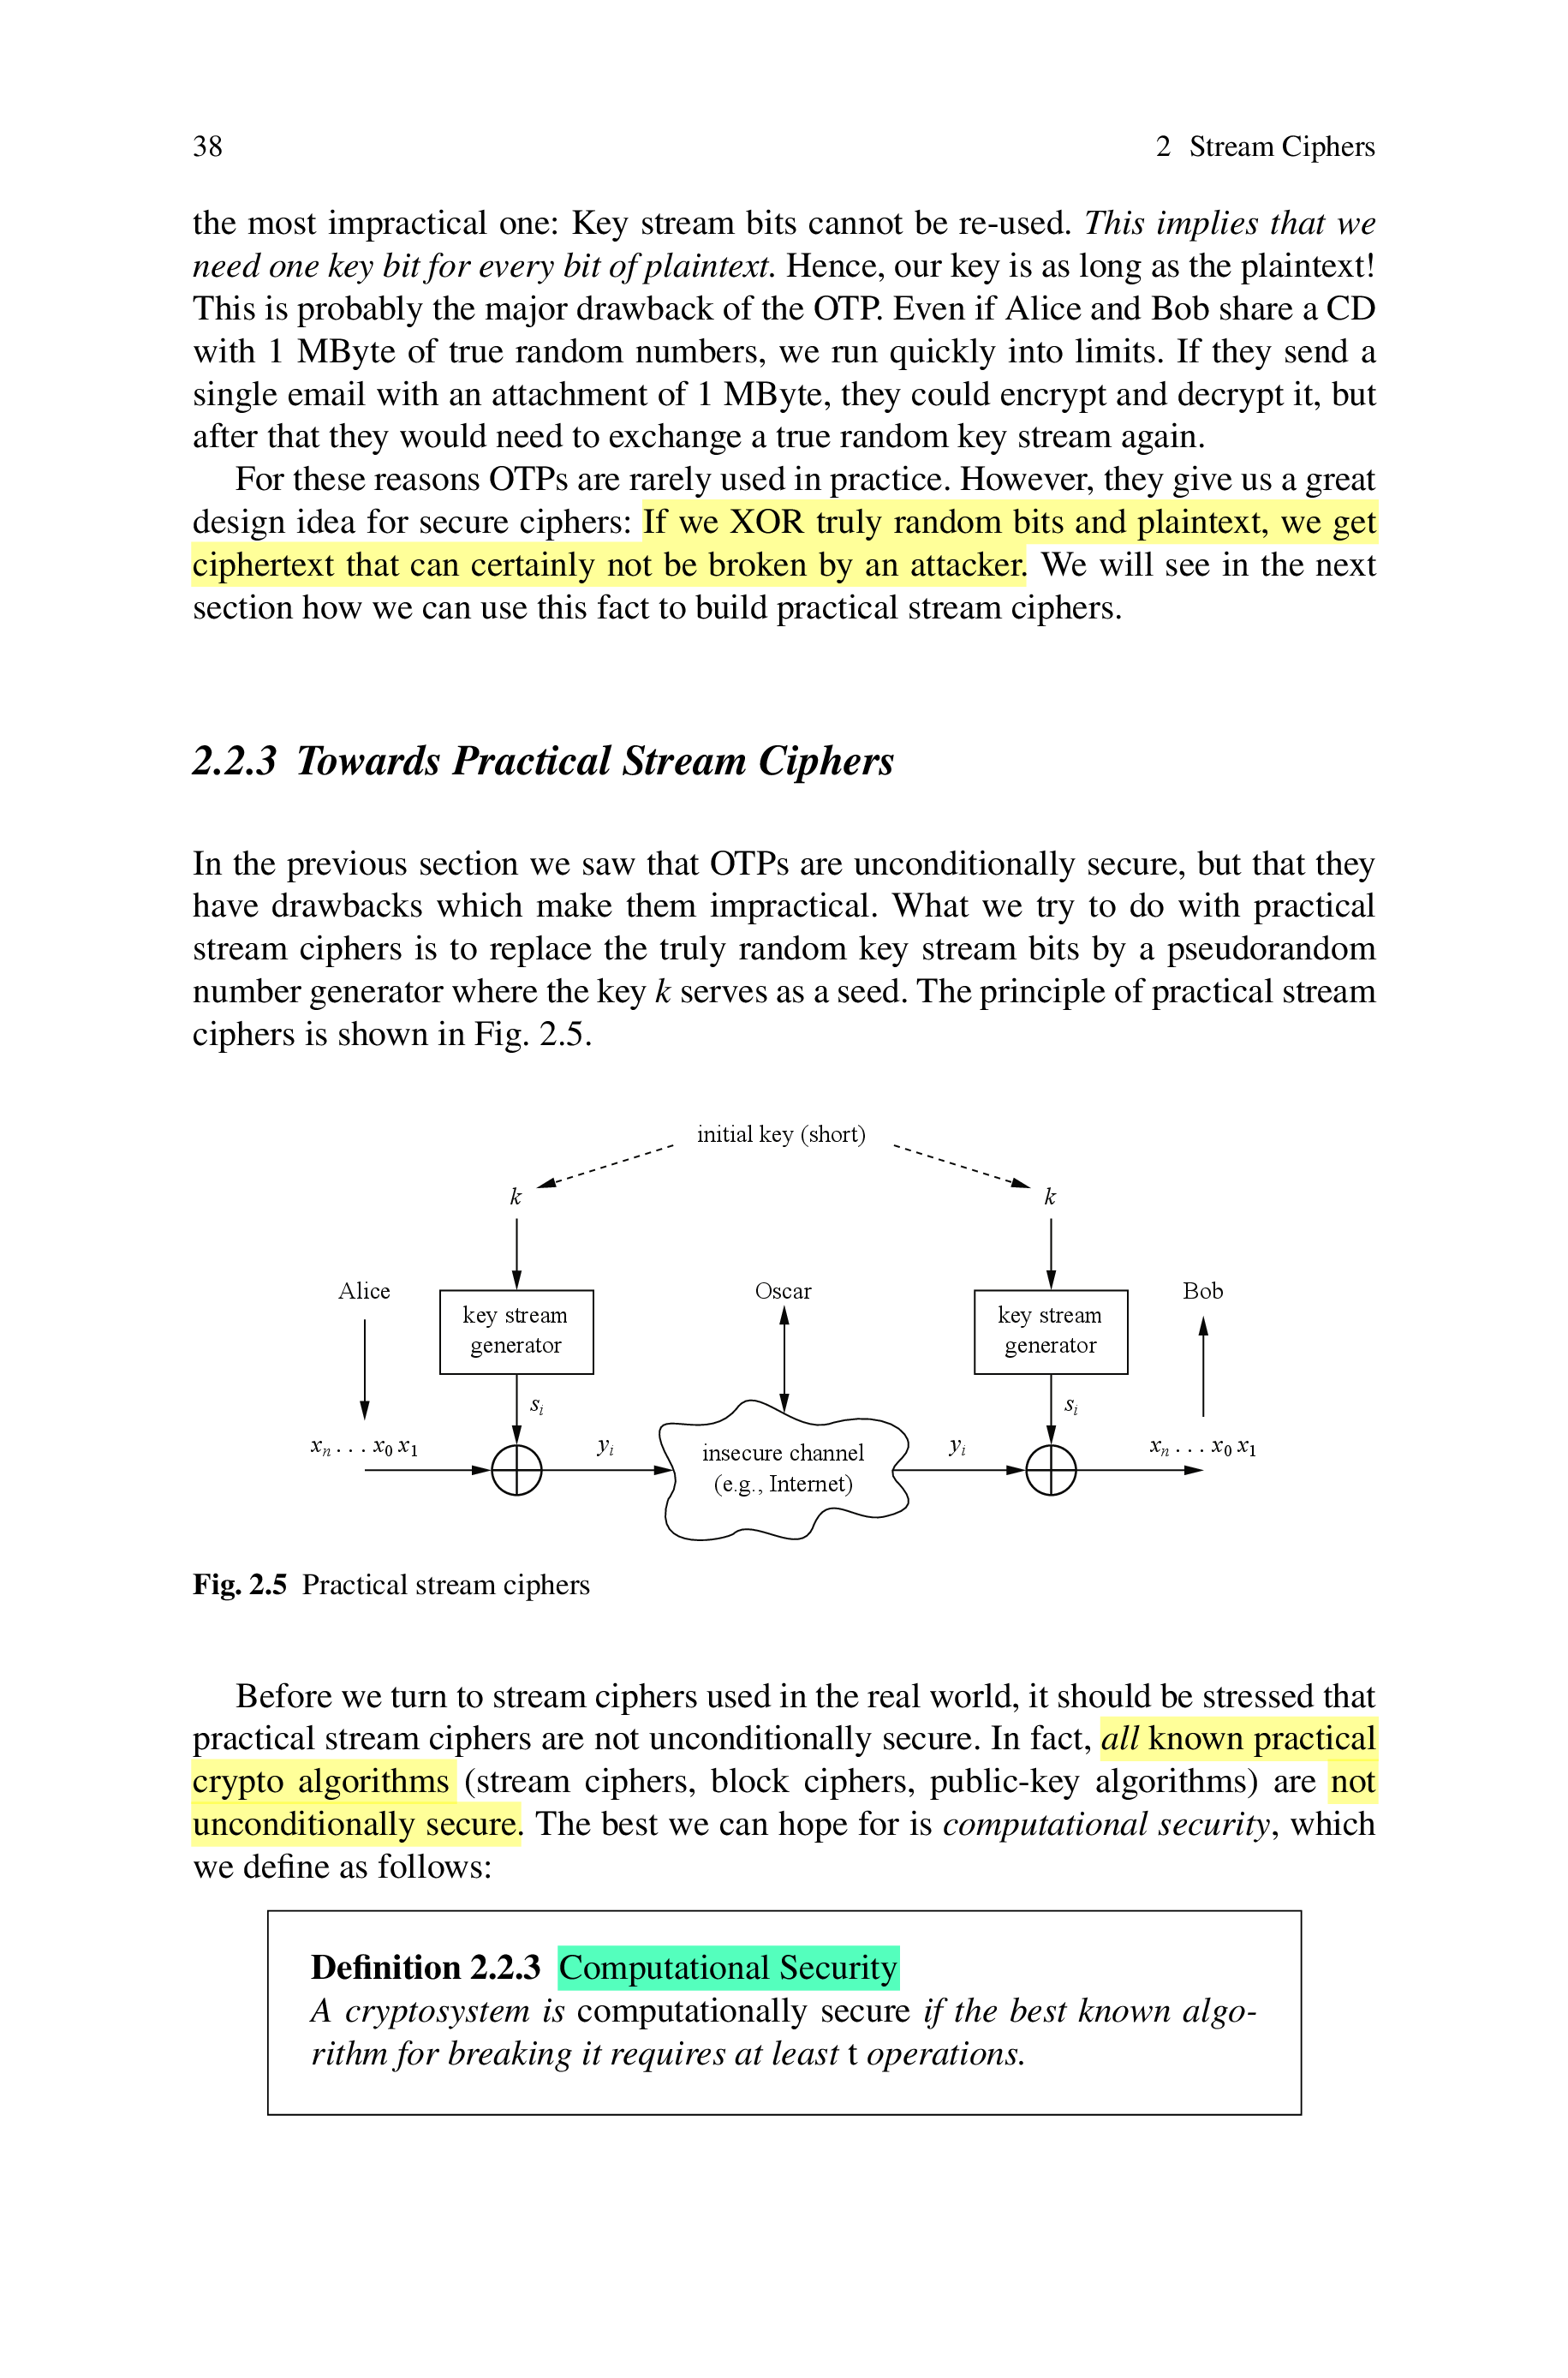 38
2 Stream Ciphers
the most impractical one: Key stream bits cannot be re-used. This implies that we
need one key bit for every bit of plaintext. Hence, our key is as long as the plaintext!
This is probably the major drawback of the OTP. Even if Alice and Bob share a CD
with 1 MByte of true random numbers, we run quickly into limits. If they send a
single email with an attachment of 1 MByte, they could encrypt and decrypt it, but
after that they would need to exchange a true random key stream again.
For these reasons OTPs are rarely used in practice. However, they give us a great
design idea for secure ciphers: If we XOR truly random bits and plaintext, we get
ciphertext that can certainly not be broken by an attacker. We will see in the next
section how we can use this fact to build practical stream ciphers.
2.2.3 Towards Practical Stream Ciphers
In the previous section we saw that OTPs are unconditionally secure, but that they
have drawbacks which make them impractical. What we try to do with practical
stream ciphers is to replace the truly random key stream bits by a pseudorandom
number generator where the key k serves as a seed. The principle of practical stream
ciphers is shown in Fig. 2.5.
initial key (short)
k
k
Alice
key stream
generator
Oscar
key stream
generator
Bob
s_i
s_i
x_n . . . x_0 x_1
y_i
insecure channel
(e.g., Internet)
y_i
x_n . . . x_0 x_1
Fig. 2.5 Practical stream ciphers
Before we turn to stream ciphers used in the real world, it should be stressed that
practical stream ciphers are not unconditionally secure. In fact, all known practical
crypto algorithms (stream ciphers, block ciphers, public-key algorithms) are not
unconditionally secure. The best we can hope for is computational security, which
we define as follows:
Definition 2.2.3 Computational Security
A cryptosystem is computationally secure if the best known algo-
rithm for breaking it requires at least t operations.